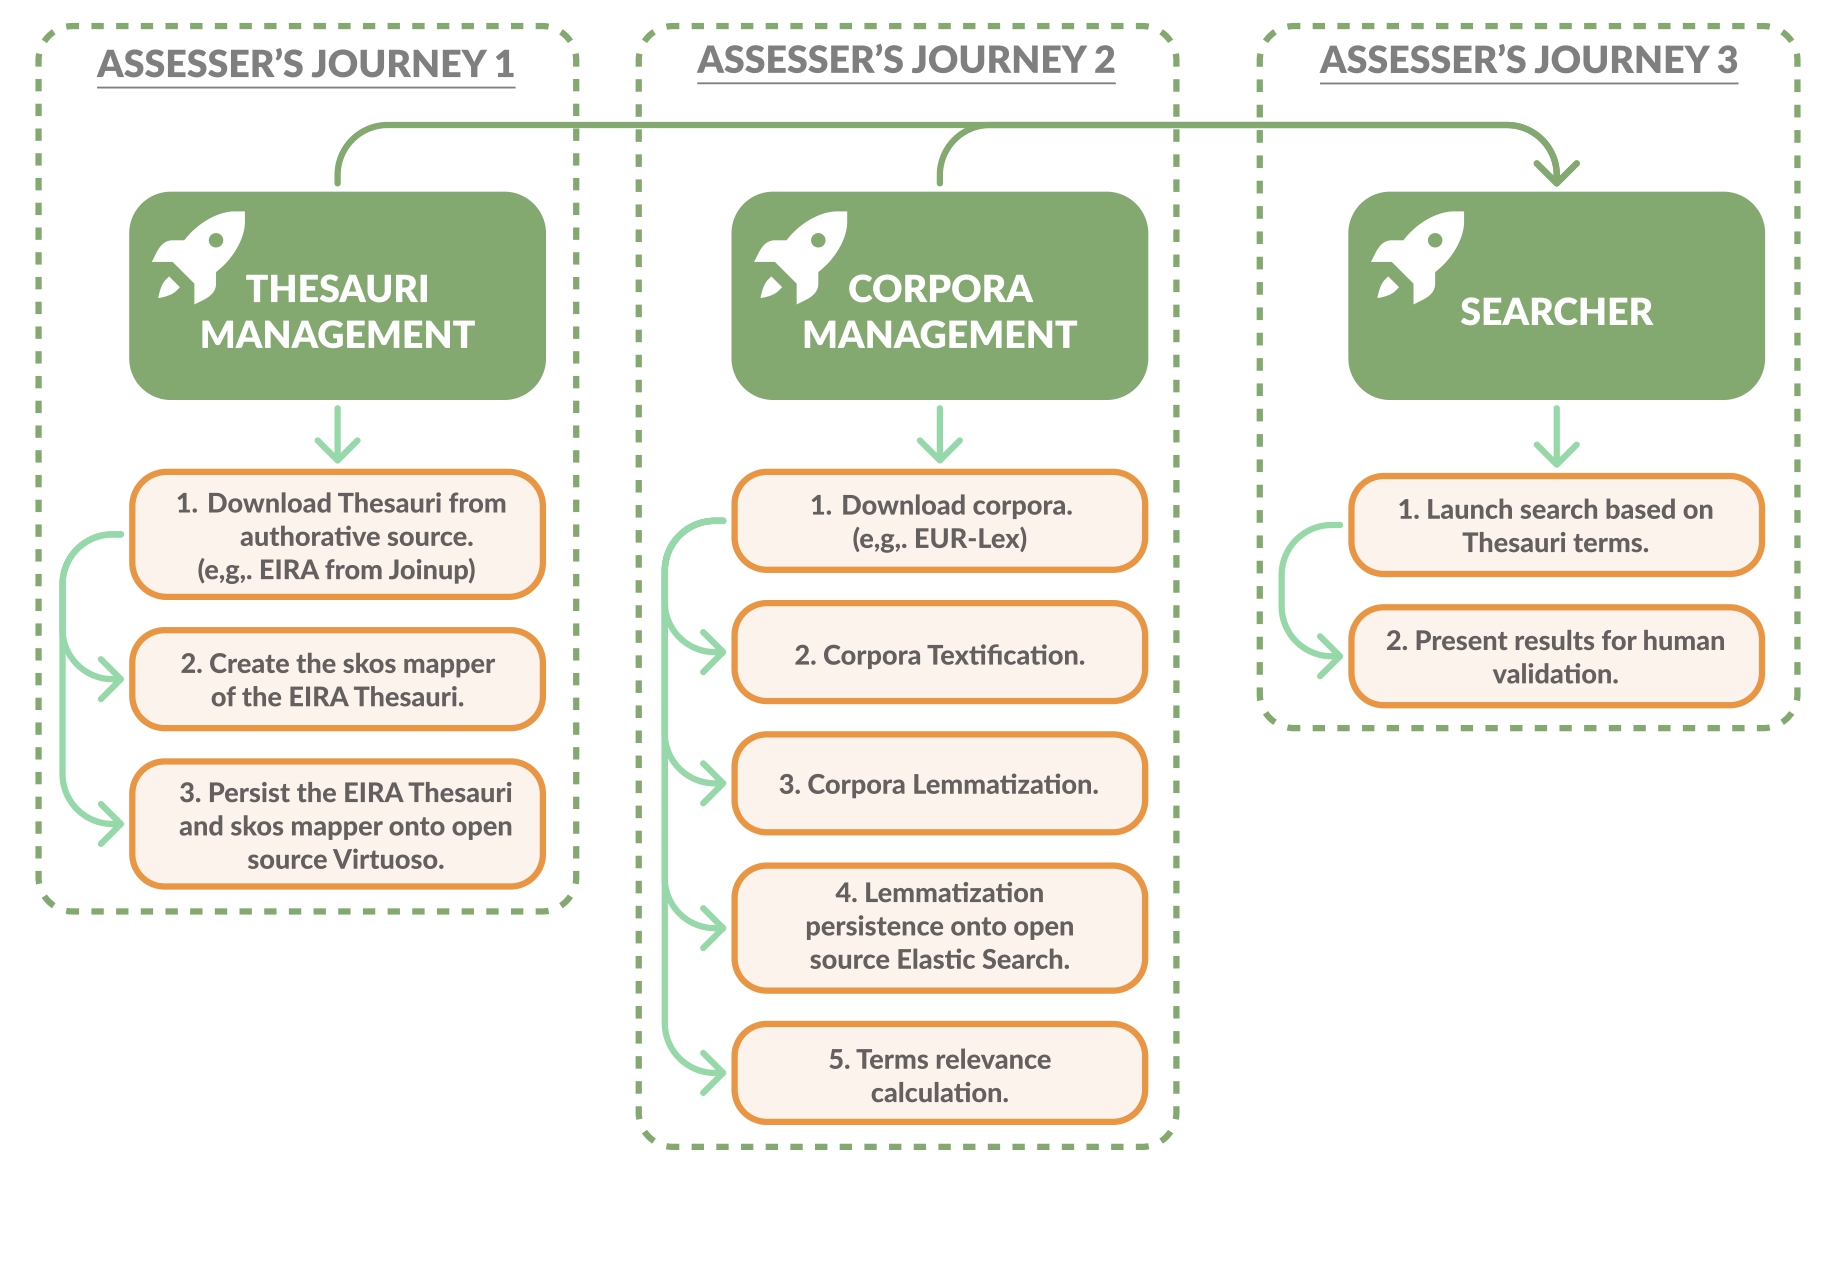 ASSESSER’S JOURNEY 1
THESAURI
MANAGEMENT
1. Download Thesauri from
authorative source.
(e,g,. EIRA from Joinup)
2. Create the skos mapper
of the EIRA Thesauri.
3. Persist the EIRA Thesauri
and skos mapper onto open
source Virtuoso.
ASSESSER’S JOURNEY 2
CORPORA
MANAGEMENT
1. Download corpora.
(e,g,. EUR-Lex)
2. Corpora Textification.
3. Corpora Lemmatization.
4. Lemmatization
persistence onto open
source Elastic Search.
5. Terms relevance
calculation.
ASSESSER’S JOURNEY 3
SEARCHER
1. Launch search based on
Thesauri terms.
2. Present results for human
validation.